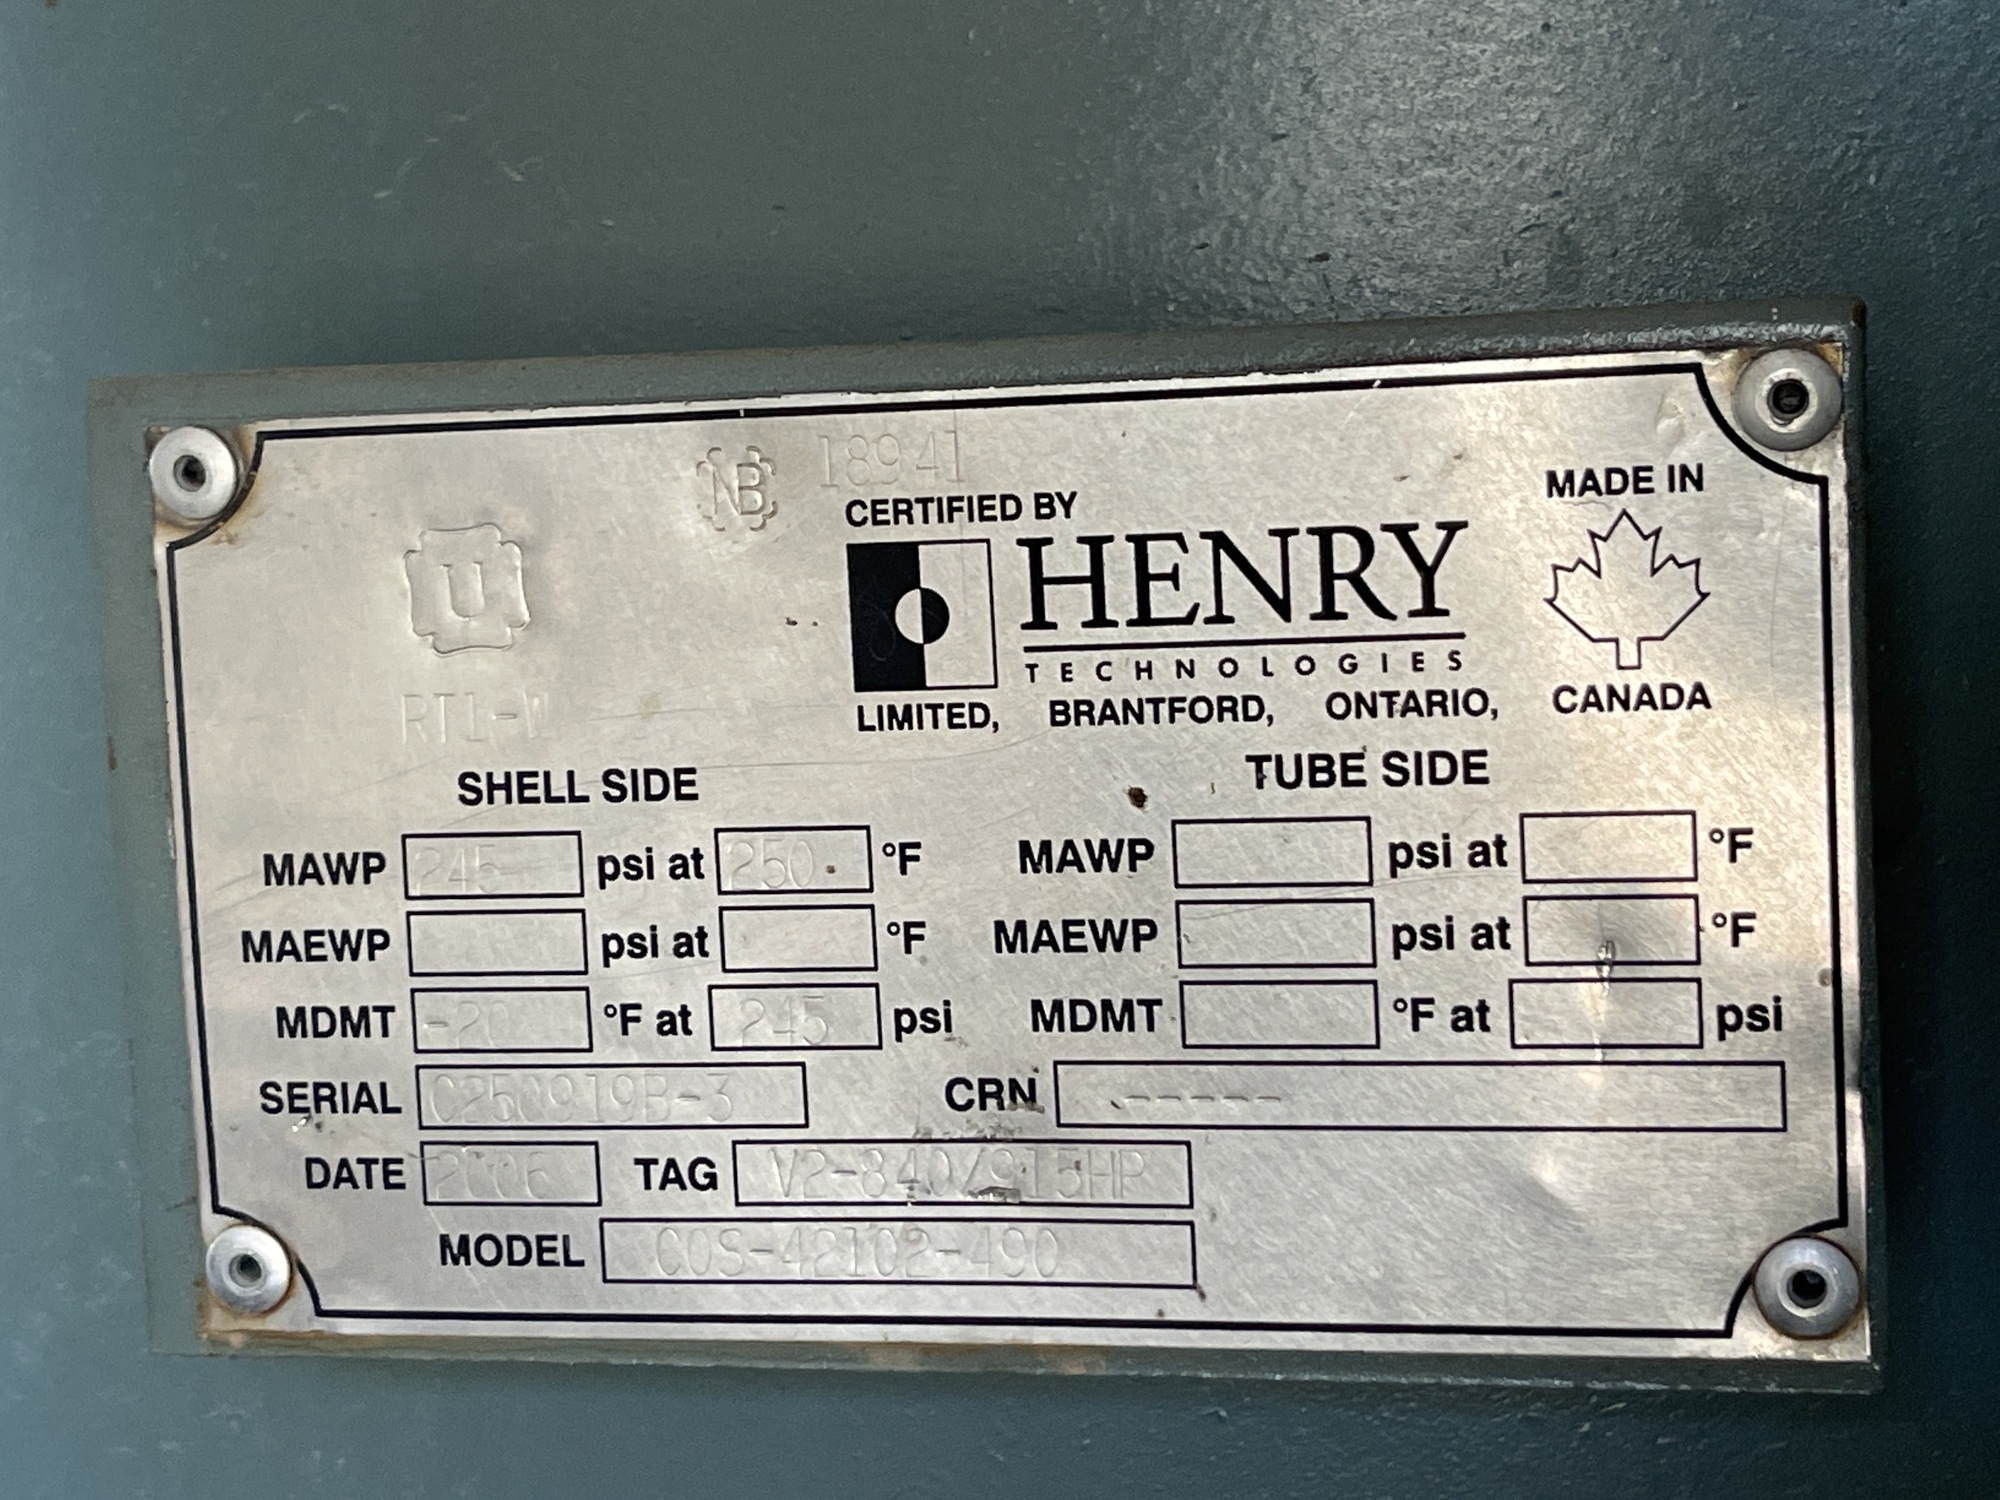 NB 18941
CERTIFIED BY
MADE IN
U
HENRY
TECHNOLOGIES
RT1-W
LIMITED, BRANTFORD, ONTARIO, CANADA
SHELL SIDE TUBE SIDE
MAWP 245 psi at 250 °F MAWP psi at °F
MAEWP psi at °F MAEWP psi at °F
MDMT -20 °F at 245 psi MDMT °F at psi
SERIAL C250919B-3 CRN -----
DATE 2006 TAG V2-840/915HP
MODEL COS-42102-490